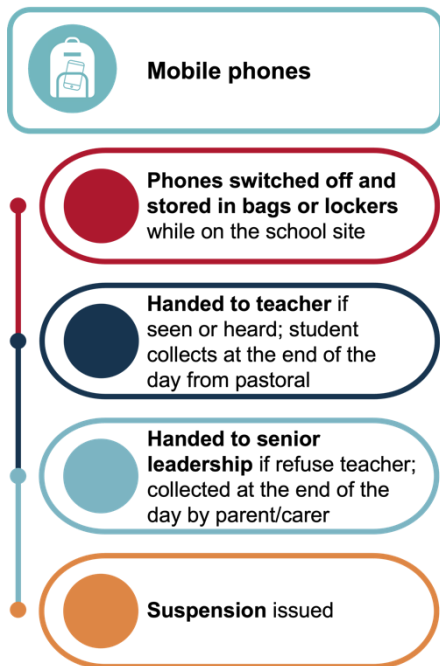 Mobile phones
Phones switched off and
stored in bags or lockers
while on the school site
Handed to teacher if
seen or heard; student
collects at the end of the
day from pastoral
Handed to senior
leadership if refuse teacher;
collected at the end of the
day by parent/carer
Suspension issued